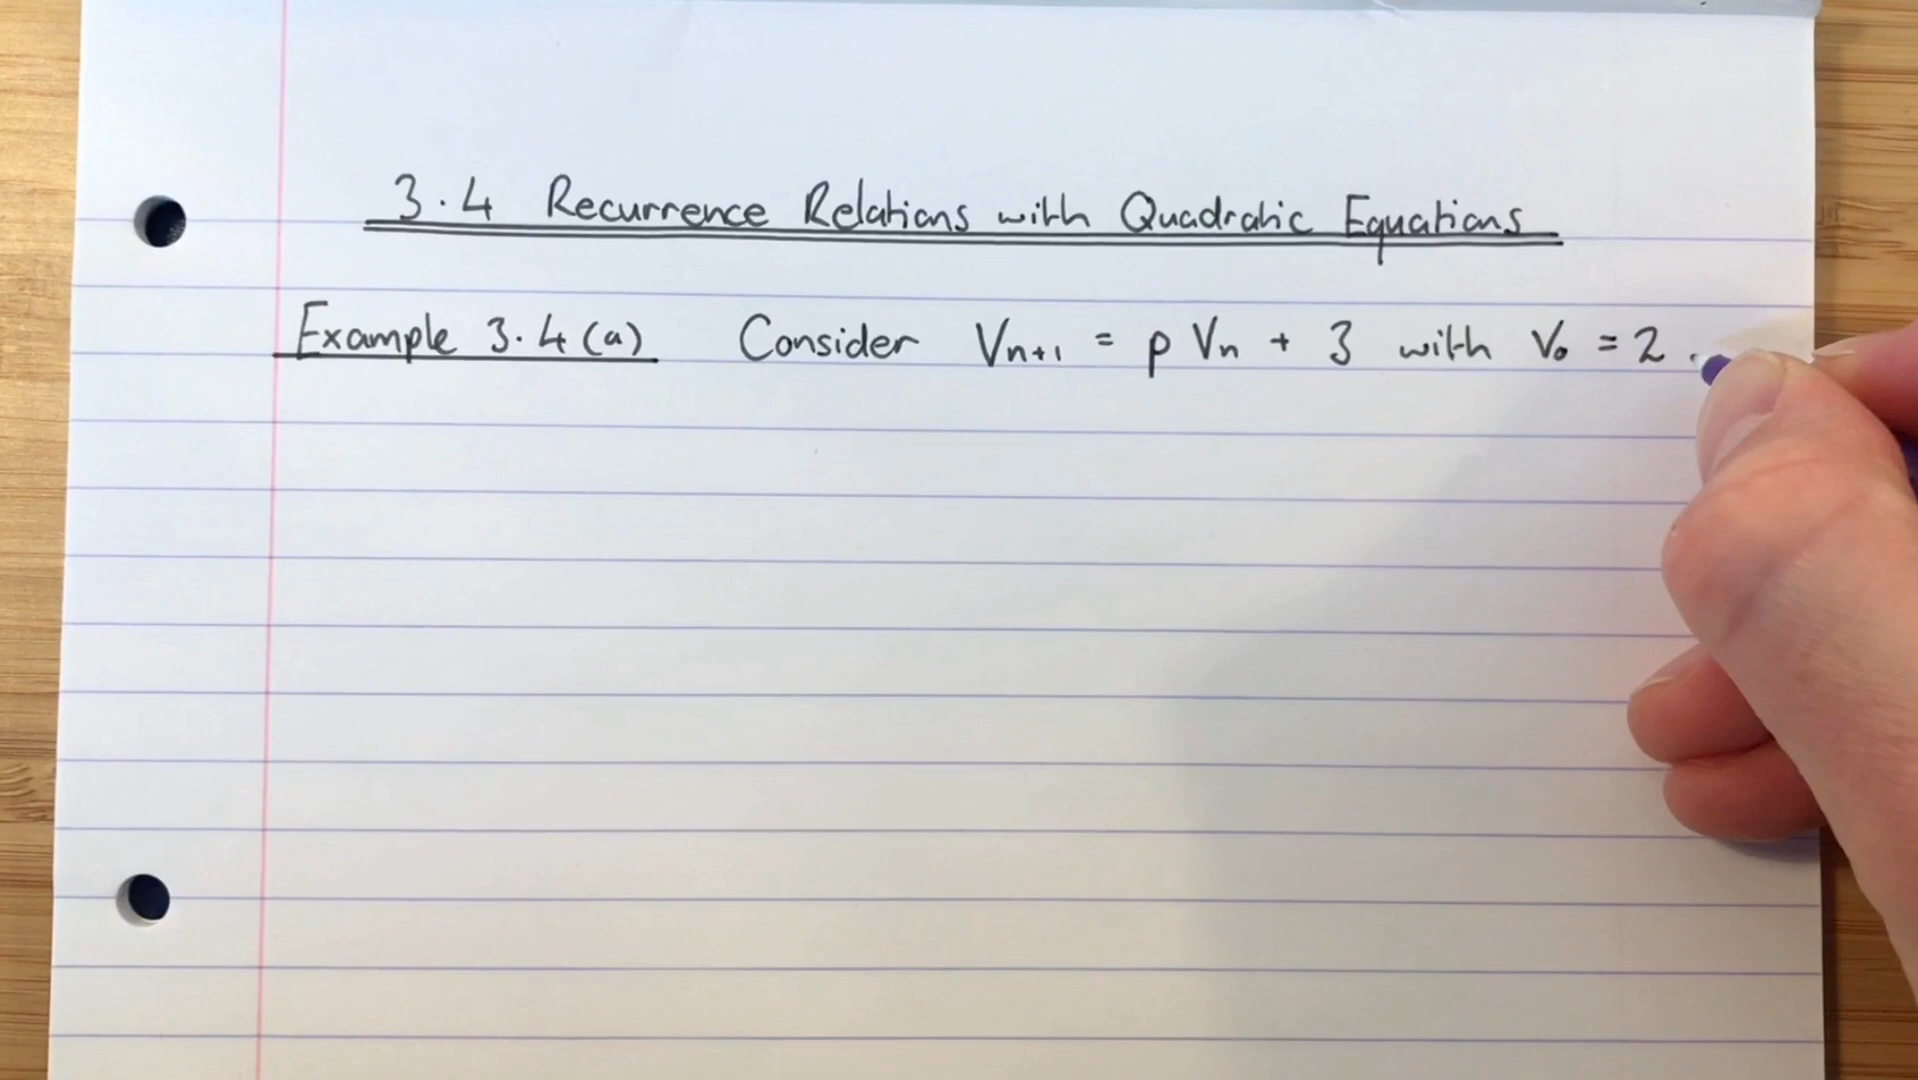 3.4 Recurrence Relations with Quadratic Equations
Example 3.4 (a) Consider Vn+1 = p Vn + 3 with V0 = 2.